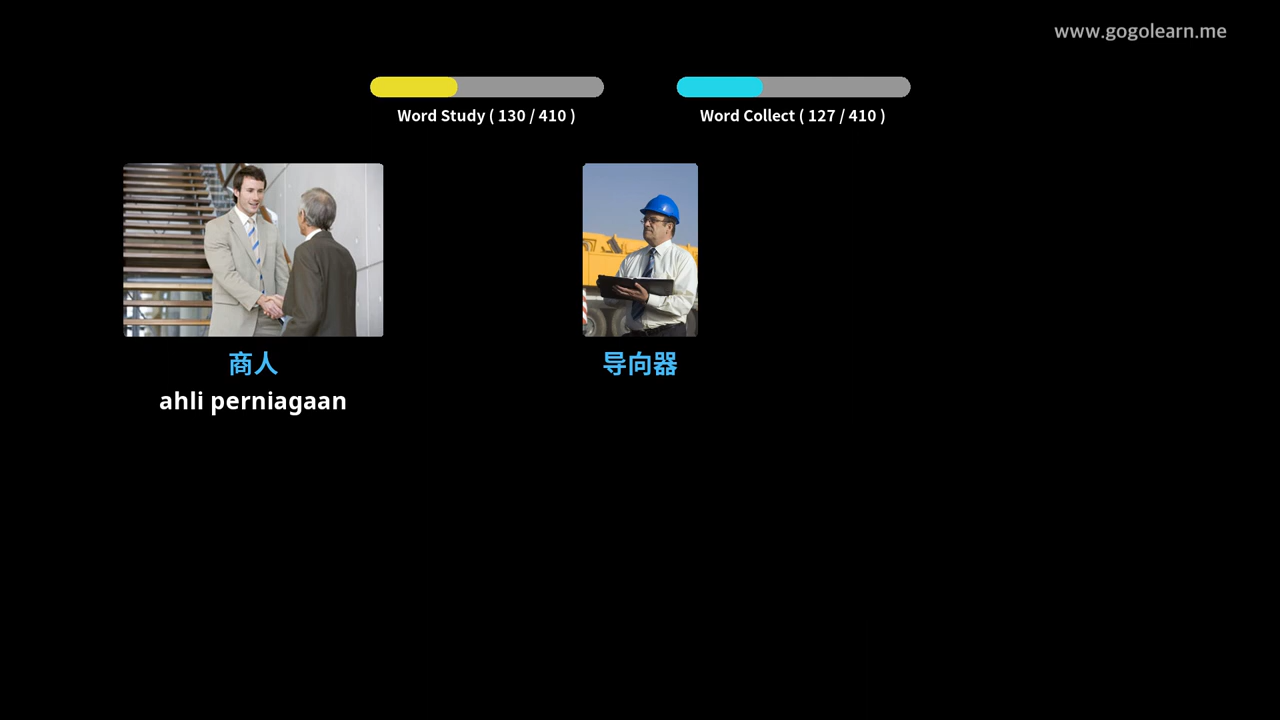 www.gogolearn.me
Word Study ( 130 / 410 )
Word Collect ( 127 / 410 )
商人
导向器
ahli perniagaan